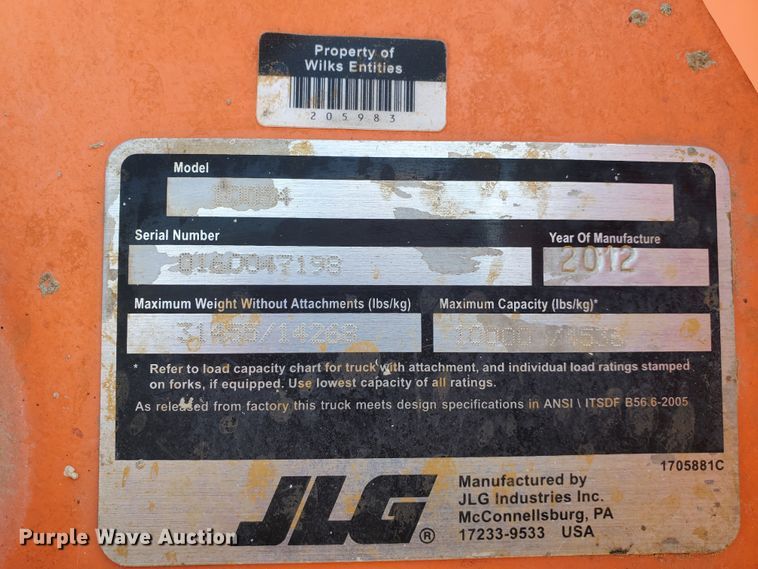 Property of
Wilks Entities
205983
Model
Serial Number
0160047198
Year Of Manufacture
2012
Maximum Weight Without Attachments (lbs/kg)
Maximum Capacity (lbs/kg)*
* Refer to load capacity chart for truck with attachment, and individual load ratings stamped
on forks, if equipped. Use lowest capacity of all ratings.
As released from factory this truck meets design specifications in ANSI \ ITSDF B56.6-2005
1705881C
JLG®
Manufactured by
JLG Industries Inc.
McConnellsburg, PA
17233-9533 USA
Purple Wave Auction